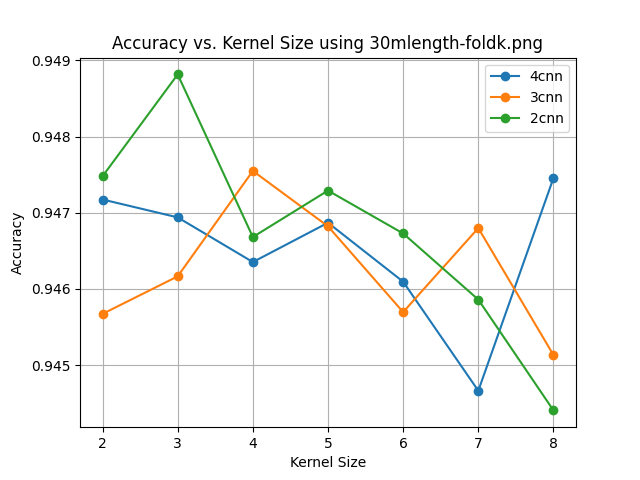 Accuracy vs. Kernel Size using 30mlength-foldk.png
4cnn
3cnn
2cnn
0.949
0.948
0.947
0.946
0.945
Accuracy
2 3 4 5 6 7 8
Kernel Size